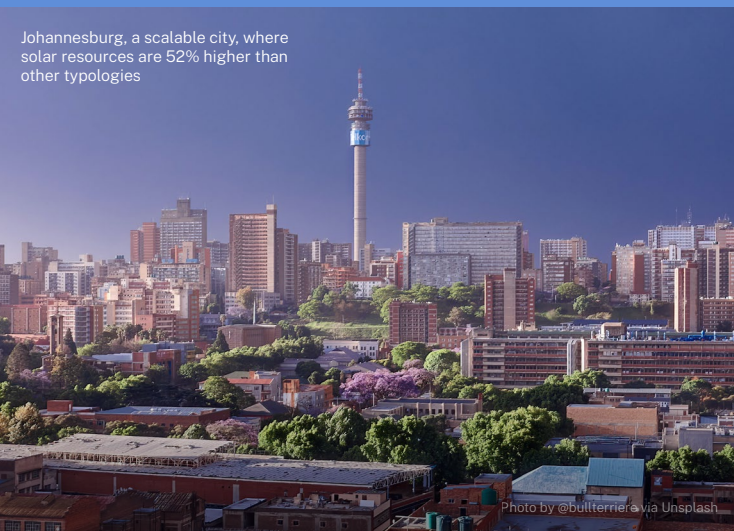 Johannesburg, a scalable city, where
solar resources are 52% higher than
other typologies
Photo by @bullterriere via Unsplash